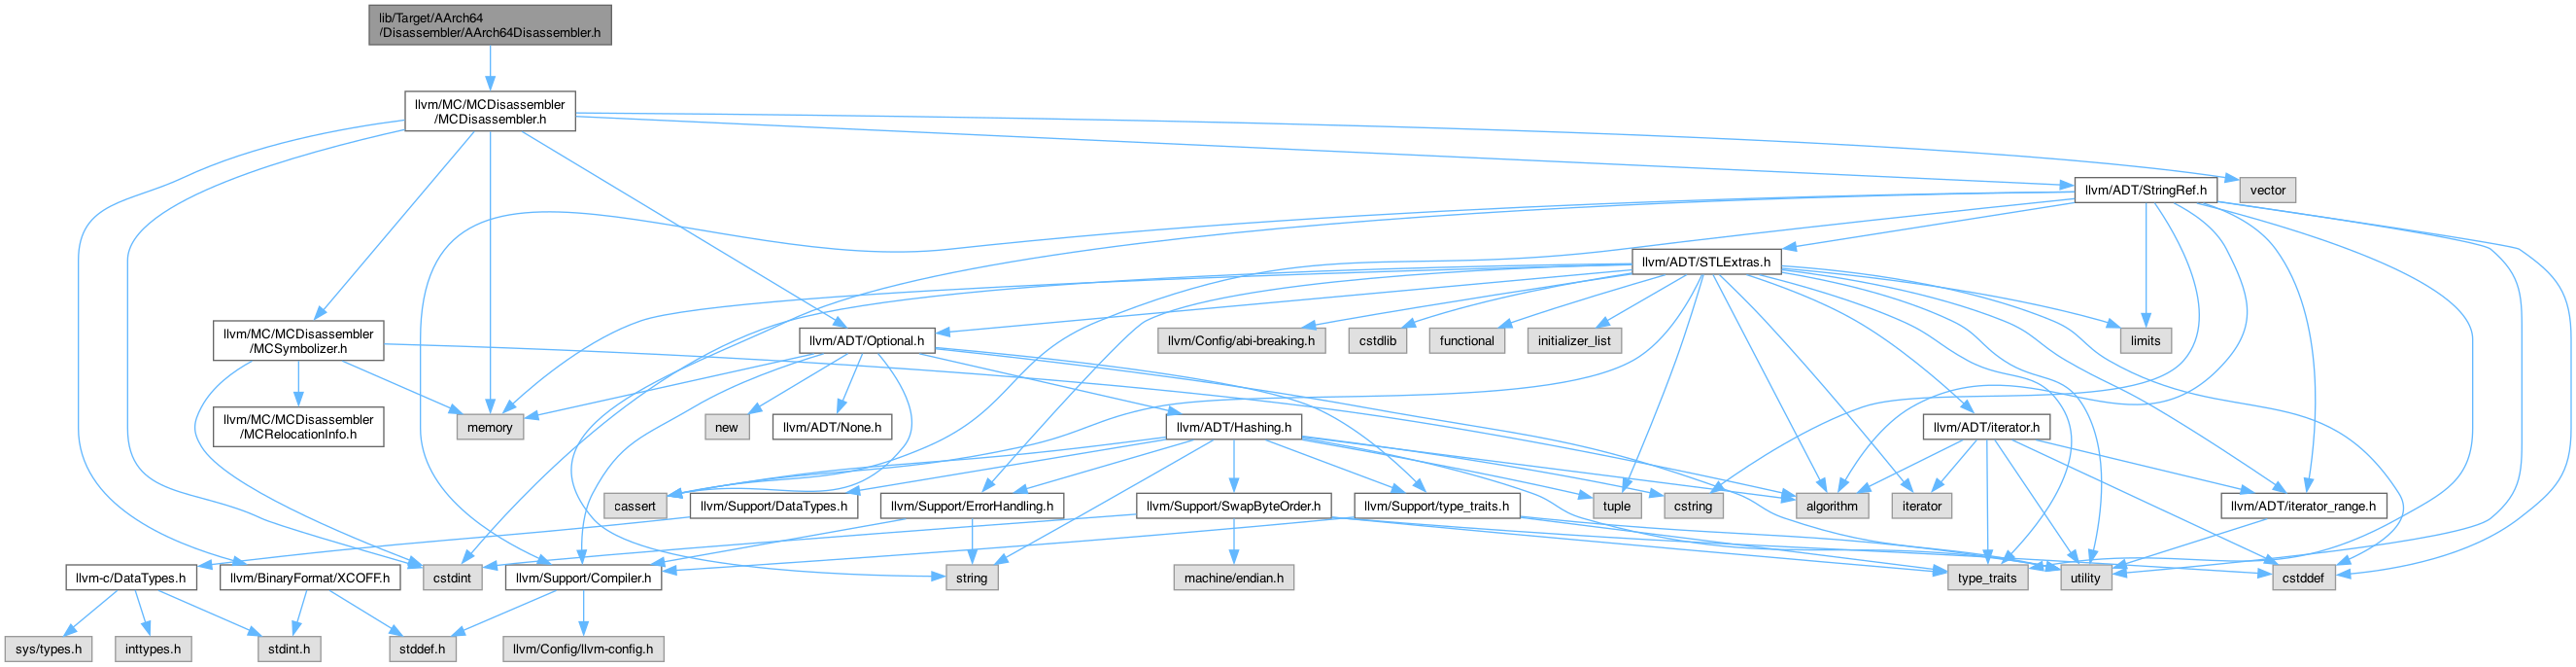 lib/Target/AArch64
/Disassembler/AArch64Disassembler.h
llvm/MC/MCDisassembler
/MCDisassembler.h
vector
llvm/ADT/StringRef.h
llvm/ADT/STLExtras.h
llvm/MC/MCDisassembler
/MCSymbolizer.h
llvm/ADT/Optional.h
llvm/Config/abi-breaking.h
cstdlib
functional
initializer_list
limits
llvm/MC/MCDisassembler
/MCRelocationInfo.h
memory
new
llvm/ADT/None.h
llvm/ADT/Hashing.h
llvm/ADT/iterator.h
cassert
llvm/Support/DataTypes.h
llvm/Support/ErrorHandling.h
llvm/Support/SwapByteOrder.h
llvm/Support/type_traits.h
tuple
cstring
algorithm
iterator
llvm/ADT/iterator_range.h
llvm-c/DataTypes.h
llvm/BinaryFormat/XCOFF.h
cstdint
llvm/Support/Compiler.h
string
machine/endian.h
type_traits
utility
cstddef
sys/types.h
inttypes.h
stdint.h
stddef.h
llvm/Config/llvm-config.h